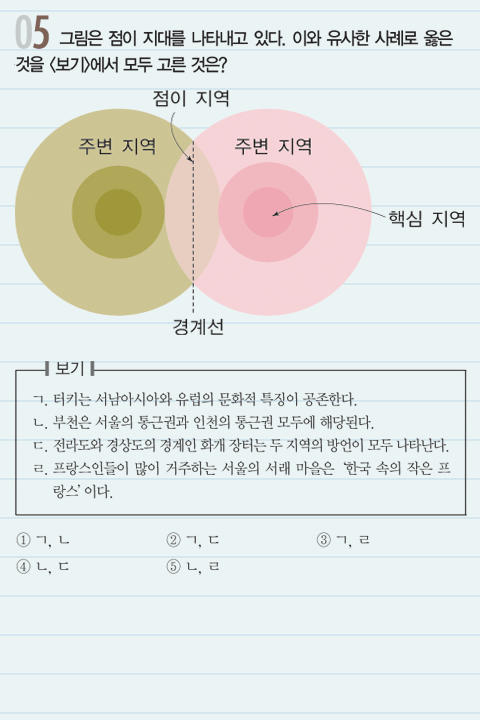 05 그림은 점이 지대를 나타내고 있다. 이와 유사한 사례로 옳은
것을 〈보기〉에서 모두 고른 것은?
점이 지역
주변 지역 주변 지역
핵심 지역
경계선
보기
ㄱ. 터키는 서남아시아와 유럽의 문화적 특징이 공존한다.
ㄴ. 부천은 서울의 통근권과 인천의 통근권 모두에 해당된다.
ㄷ. 전라도와 경상도의 경계인 화개 장터는 두 지역의 방언이 모두 나타난다.
ㄹ. 프랑스인들이 많이 거주하는 서울의 서래 마을은 ‘한국 속의 작은 프
랑스’이다.
① ㄱ, ㄴ ② ㄱ, ㄷ ③ ㄱ, ㄹ
④ ㄴ, ㄷ ⑤ ㄴ, ㄹ